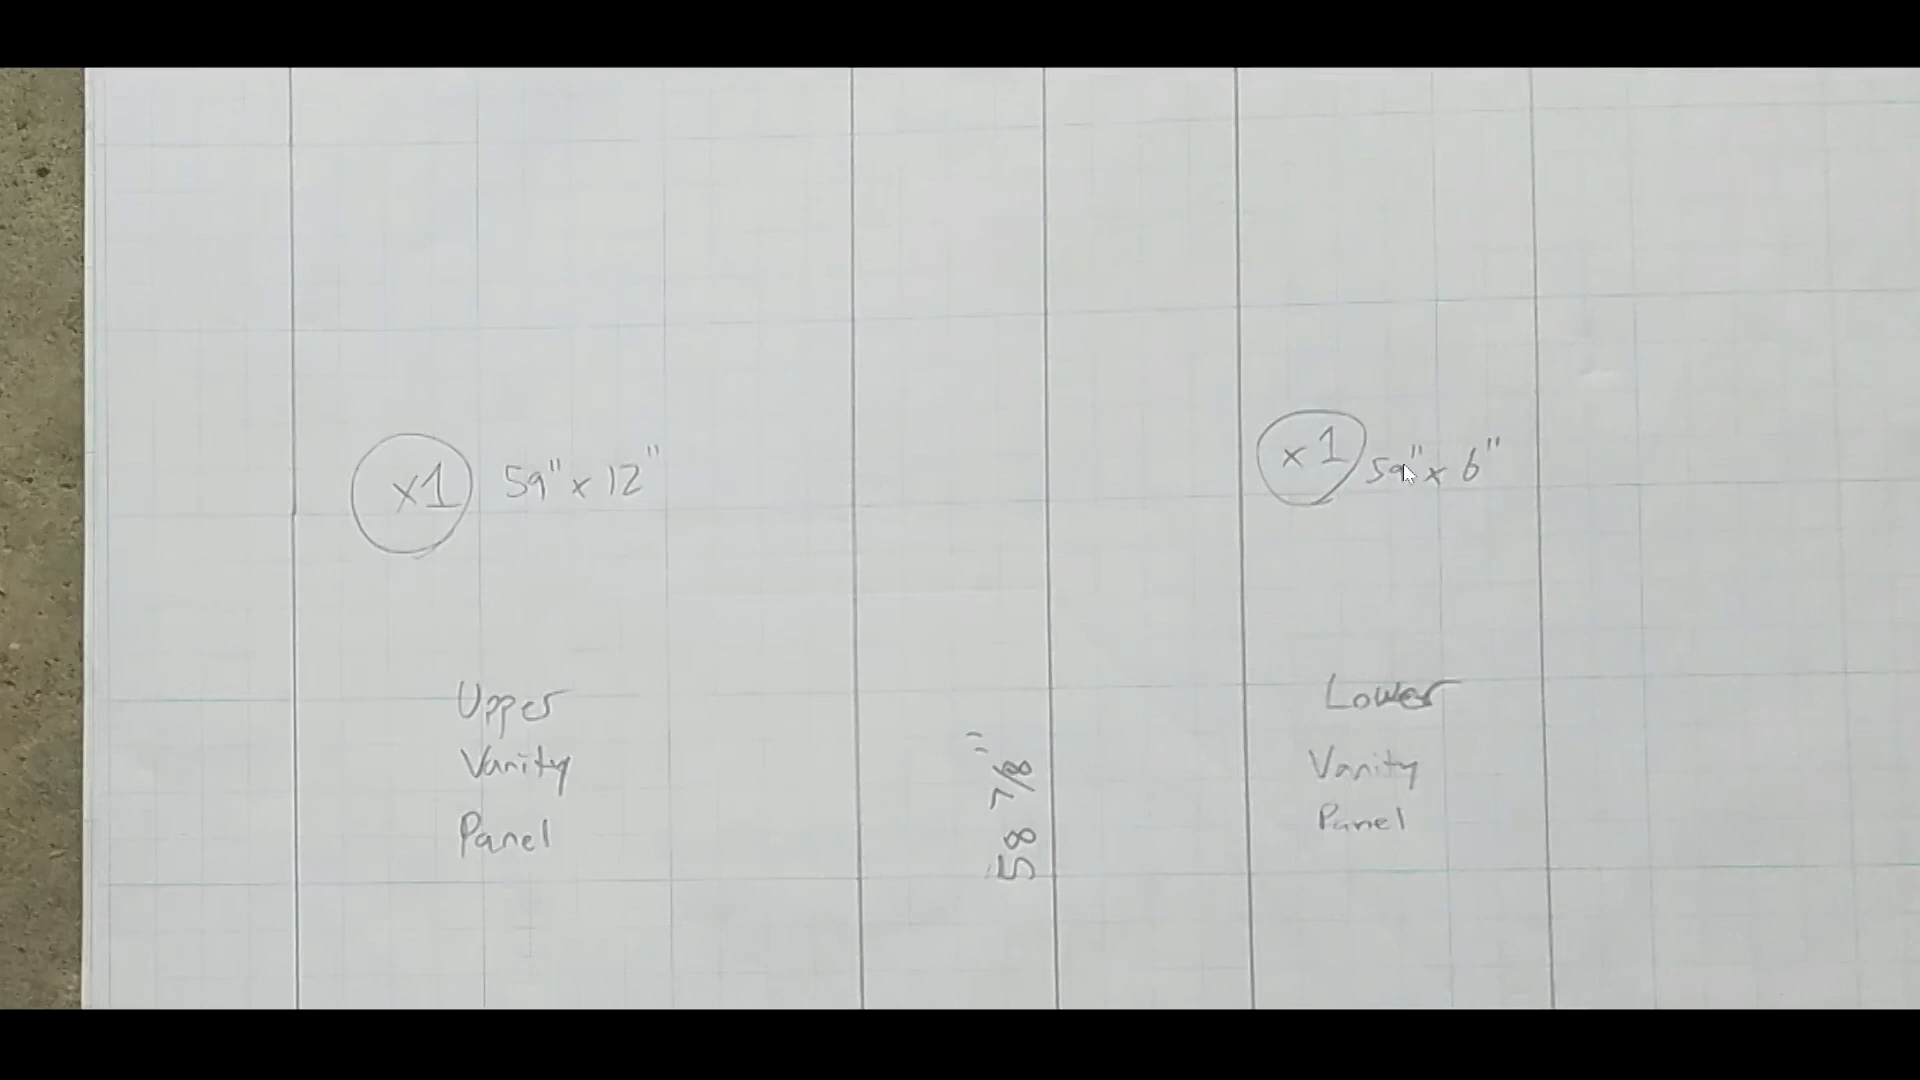 x1 59" x 12"
Upper
Vanity
Panel
58 7/8"
x1 59" x 6"
Lower
Vanity
Panel